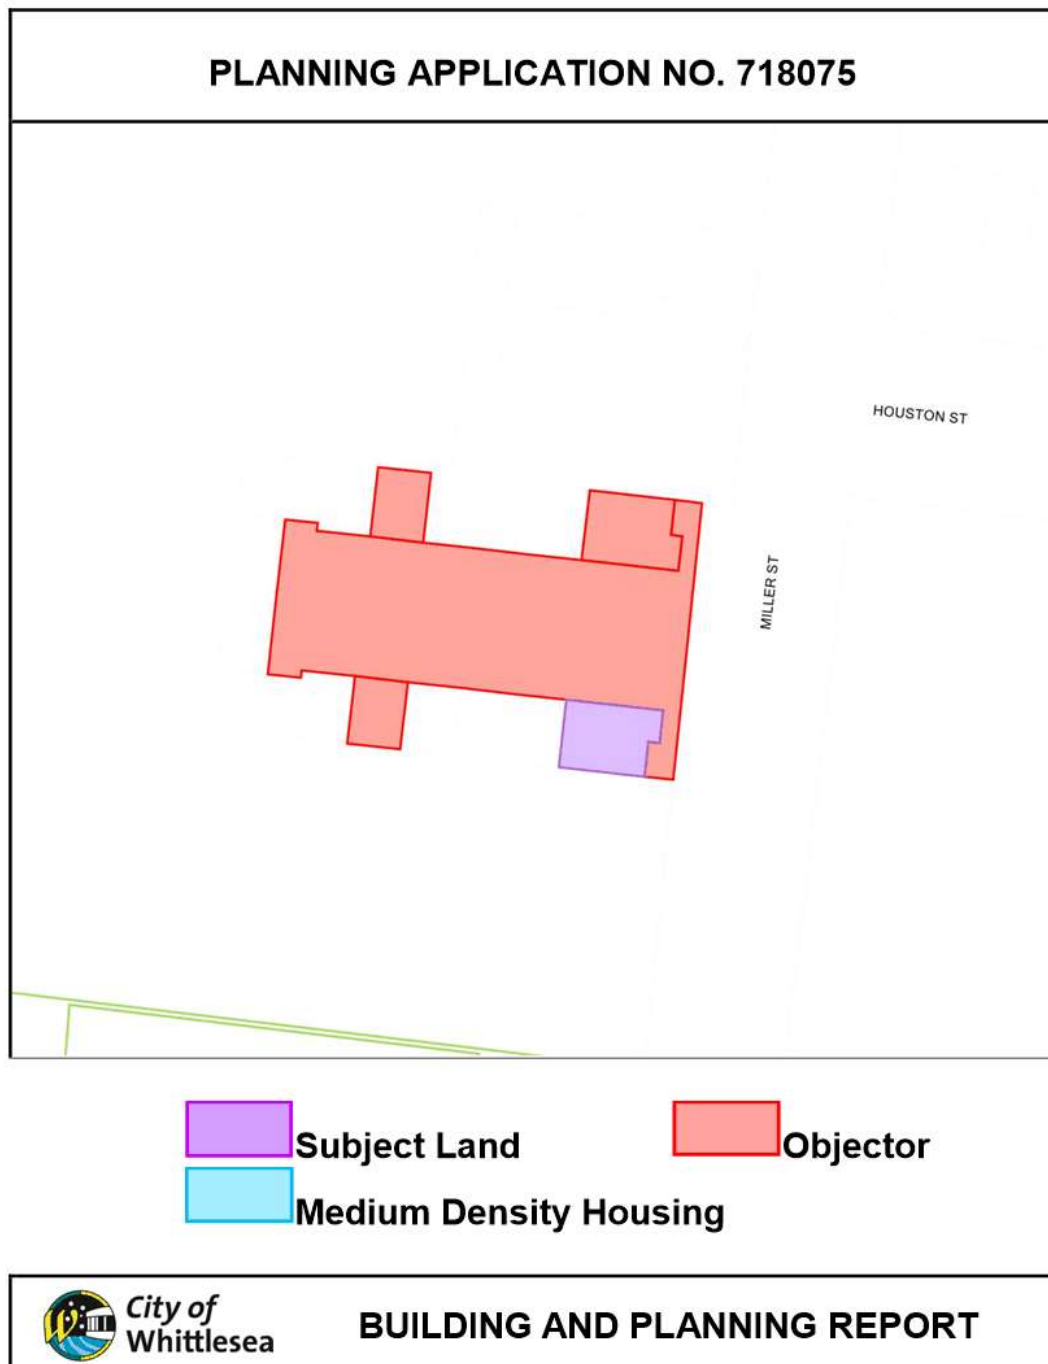 PLANNING APPLICATION NO. 718075
HOUSTON ST
MILLER ST
Subject Land
Objector
Medium Density Housing
City of
Whittlesea
BUILDING AND PLANNING REPORT